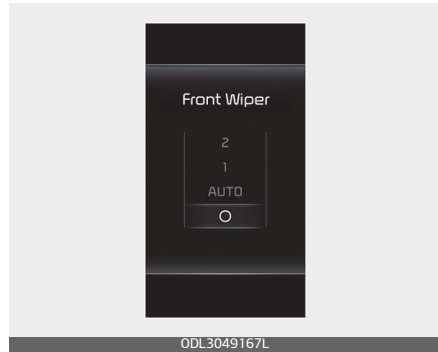 Front Wiper
2
1
AUTO
O
ODL3049167L